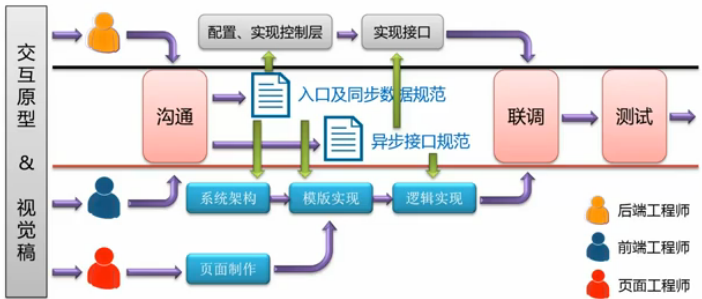 交互原型 & 视觉稿
配置、实现控制层
实现接口
沟通
入口及同步数据规范
异步接口规范
联调
测试
系统架构
模版实现
逻辑实现
页面制作
后端工程师
前端工程师
页面工程师